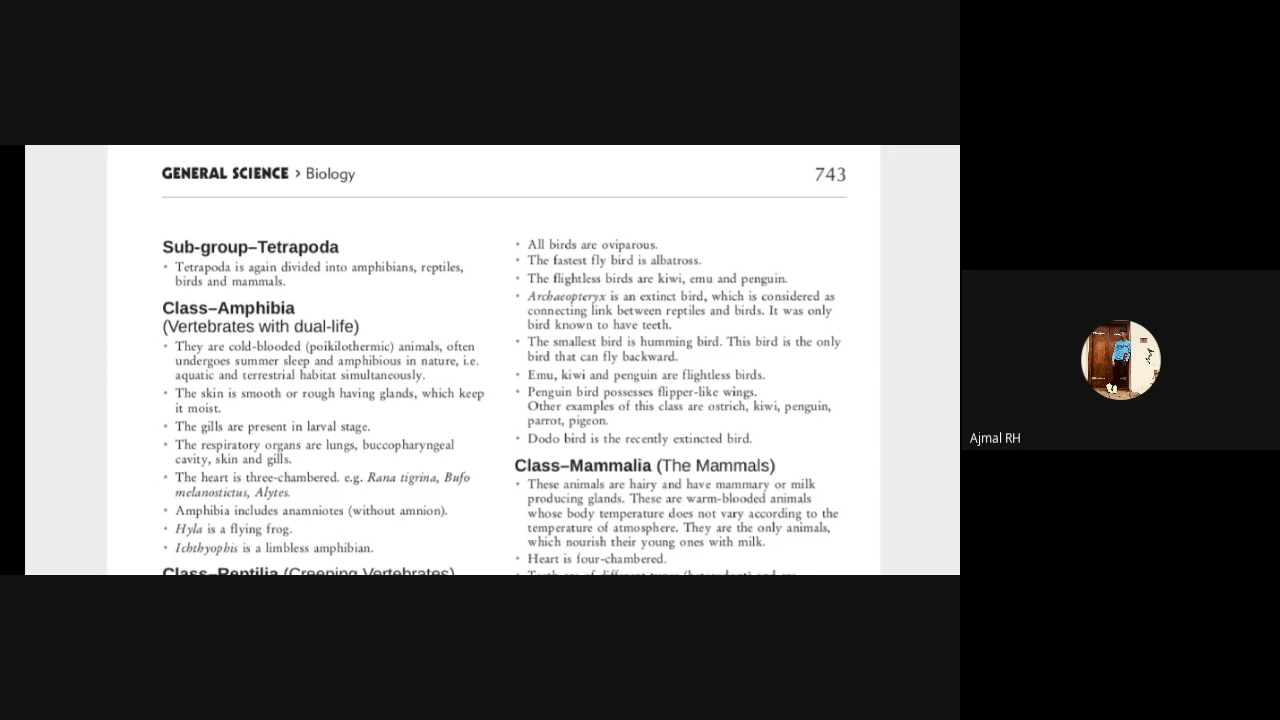 GENERAL SCIENCE > Biology
743
Sub-group–Tetrapoda
• Tetrapoda is again divided into amphibians, reptiles,
birds and mammals.
Class–Amphibia
(Vertebrates with dual-life)
• They are cold-blooded (poikilothermic) animals, often
undergoes summer sleep and amphibious in nature, i.e.
aquatic and terrestrial habitat simultaneously.
• The skin is smooth or rough having glands, which keep
it moist.
• The gills are present in larval stage.
• The respiratory organs are lungs, buccopharyngeal
cavity, skin and gills.
• The heart is three-chambered. e.g. Rana tigrina, Bufo
melanostictus, Alytes.
• Amphibia includes anamniotes (without amnion).
• Hyla is a flying frog.
• Ichthyophis is a limbless amphibian.
Class–Reptilia (Creeping Vertebrates)
• All birds are oviparous.
• The fastest fly bird is albatross.
• The flightless birds are kiwi, emu and penguin.
• Archaeopteryx is an extinct bird, which is considered as
connecting link between reptiles and birds. It was only
bird known to have teeth.
• The smallest bird is humming bird. This bird is the only
bird that can fly backward.
• Emu, kiwi and penguin are flightless birds.
• Penguin bird possesses flipper-like wings.
Other examples of this class are ostrich, kiwi, penguin,
parrot, pigeon.
• Dodo bird is the recently extincted bird.
Class–Mammalia (The Mammals)
• These animals are hairy and have mammary or milk
producing glands. These are warm-blooded animals
whose body temperature does not vary according to the
temperature of atmosphere. They are the only animals,
which nourish their young ones with milk.
• Heart is four-chambered.
• Teeth are of different types (heterodont) and are
Ajmal RH